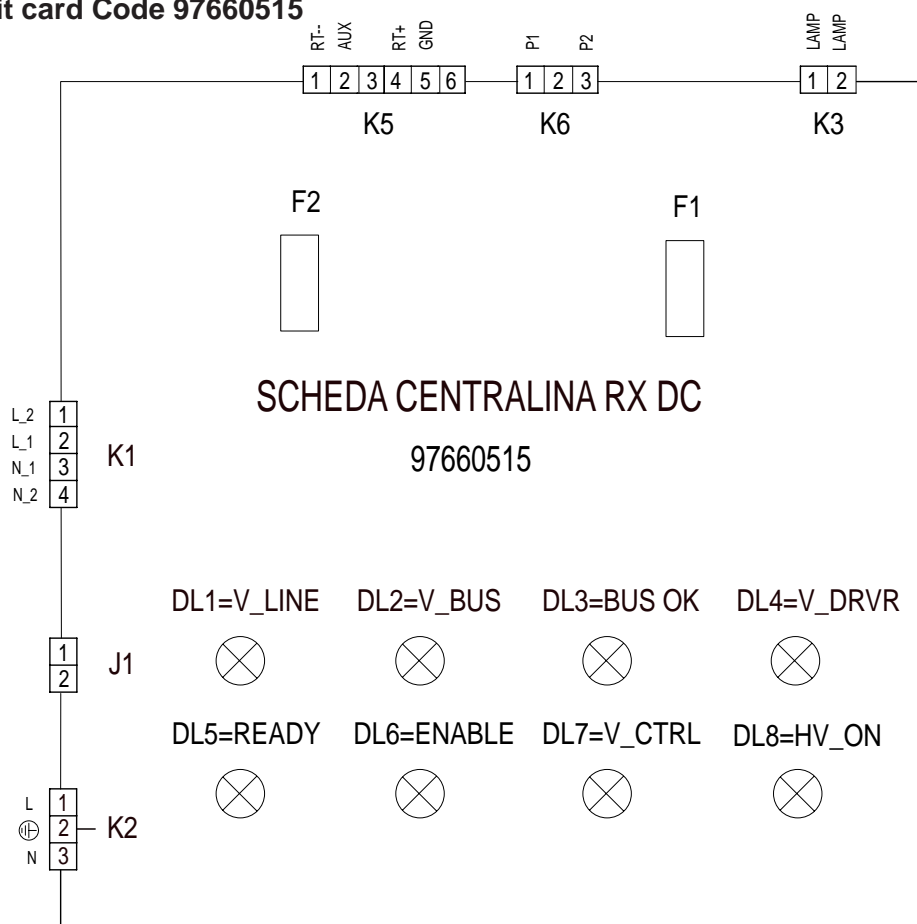 it card Code 97660515
RT-- AUX RT+ GND P1 P2 LAMP LAMP
1 2 3 4 5 6 1 2 3 1 2
K5 K6 K3
F2 F1
SCHEDA CENTRALINA RX DC
97660515
L_2 1
L_1 2
N_1 3
N_2 4
K1
DL1=V_LINE DL2=V_BUS DL3=BUS OK DL4=V_DRVR
1
2
J1
DL5=READY DL6=ENABLE DL7=V_CTRL DL8=HV_ON
L 1
2 K2
N 3